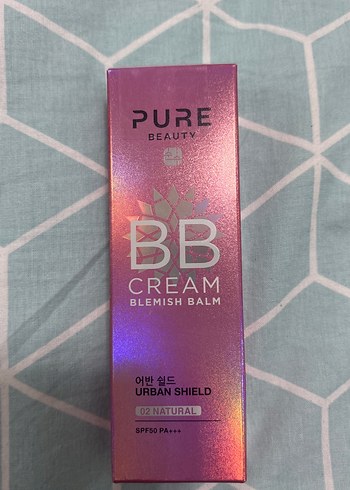 PURE
BEAUTY
BB
CREAM
BLEMISH BALM
어반 쉴드
URBAN SHIELD
02 NATURAL
SPF50 PA+++